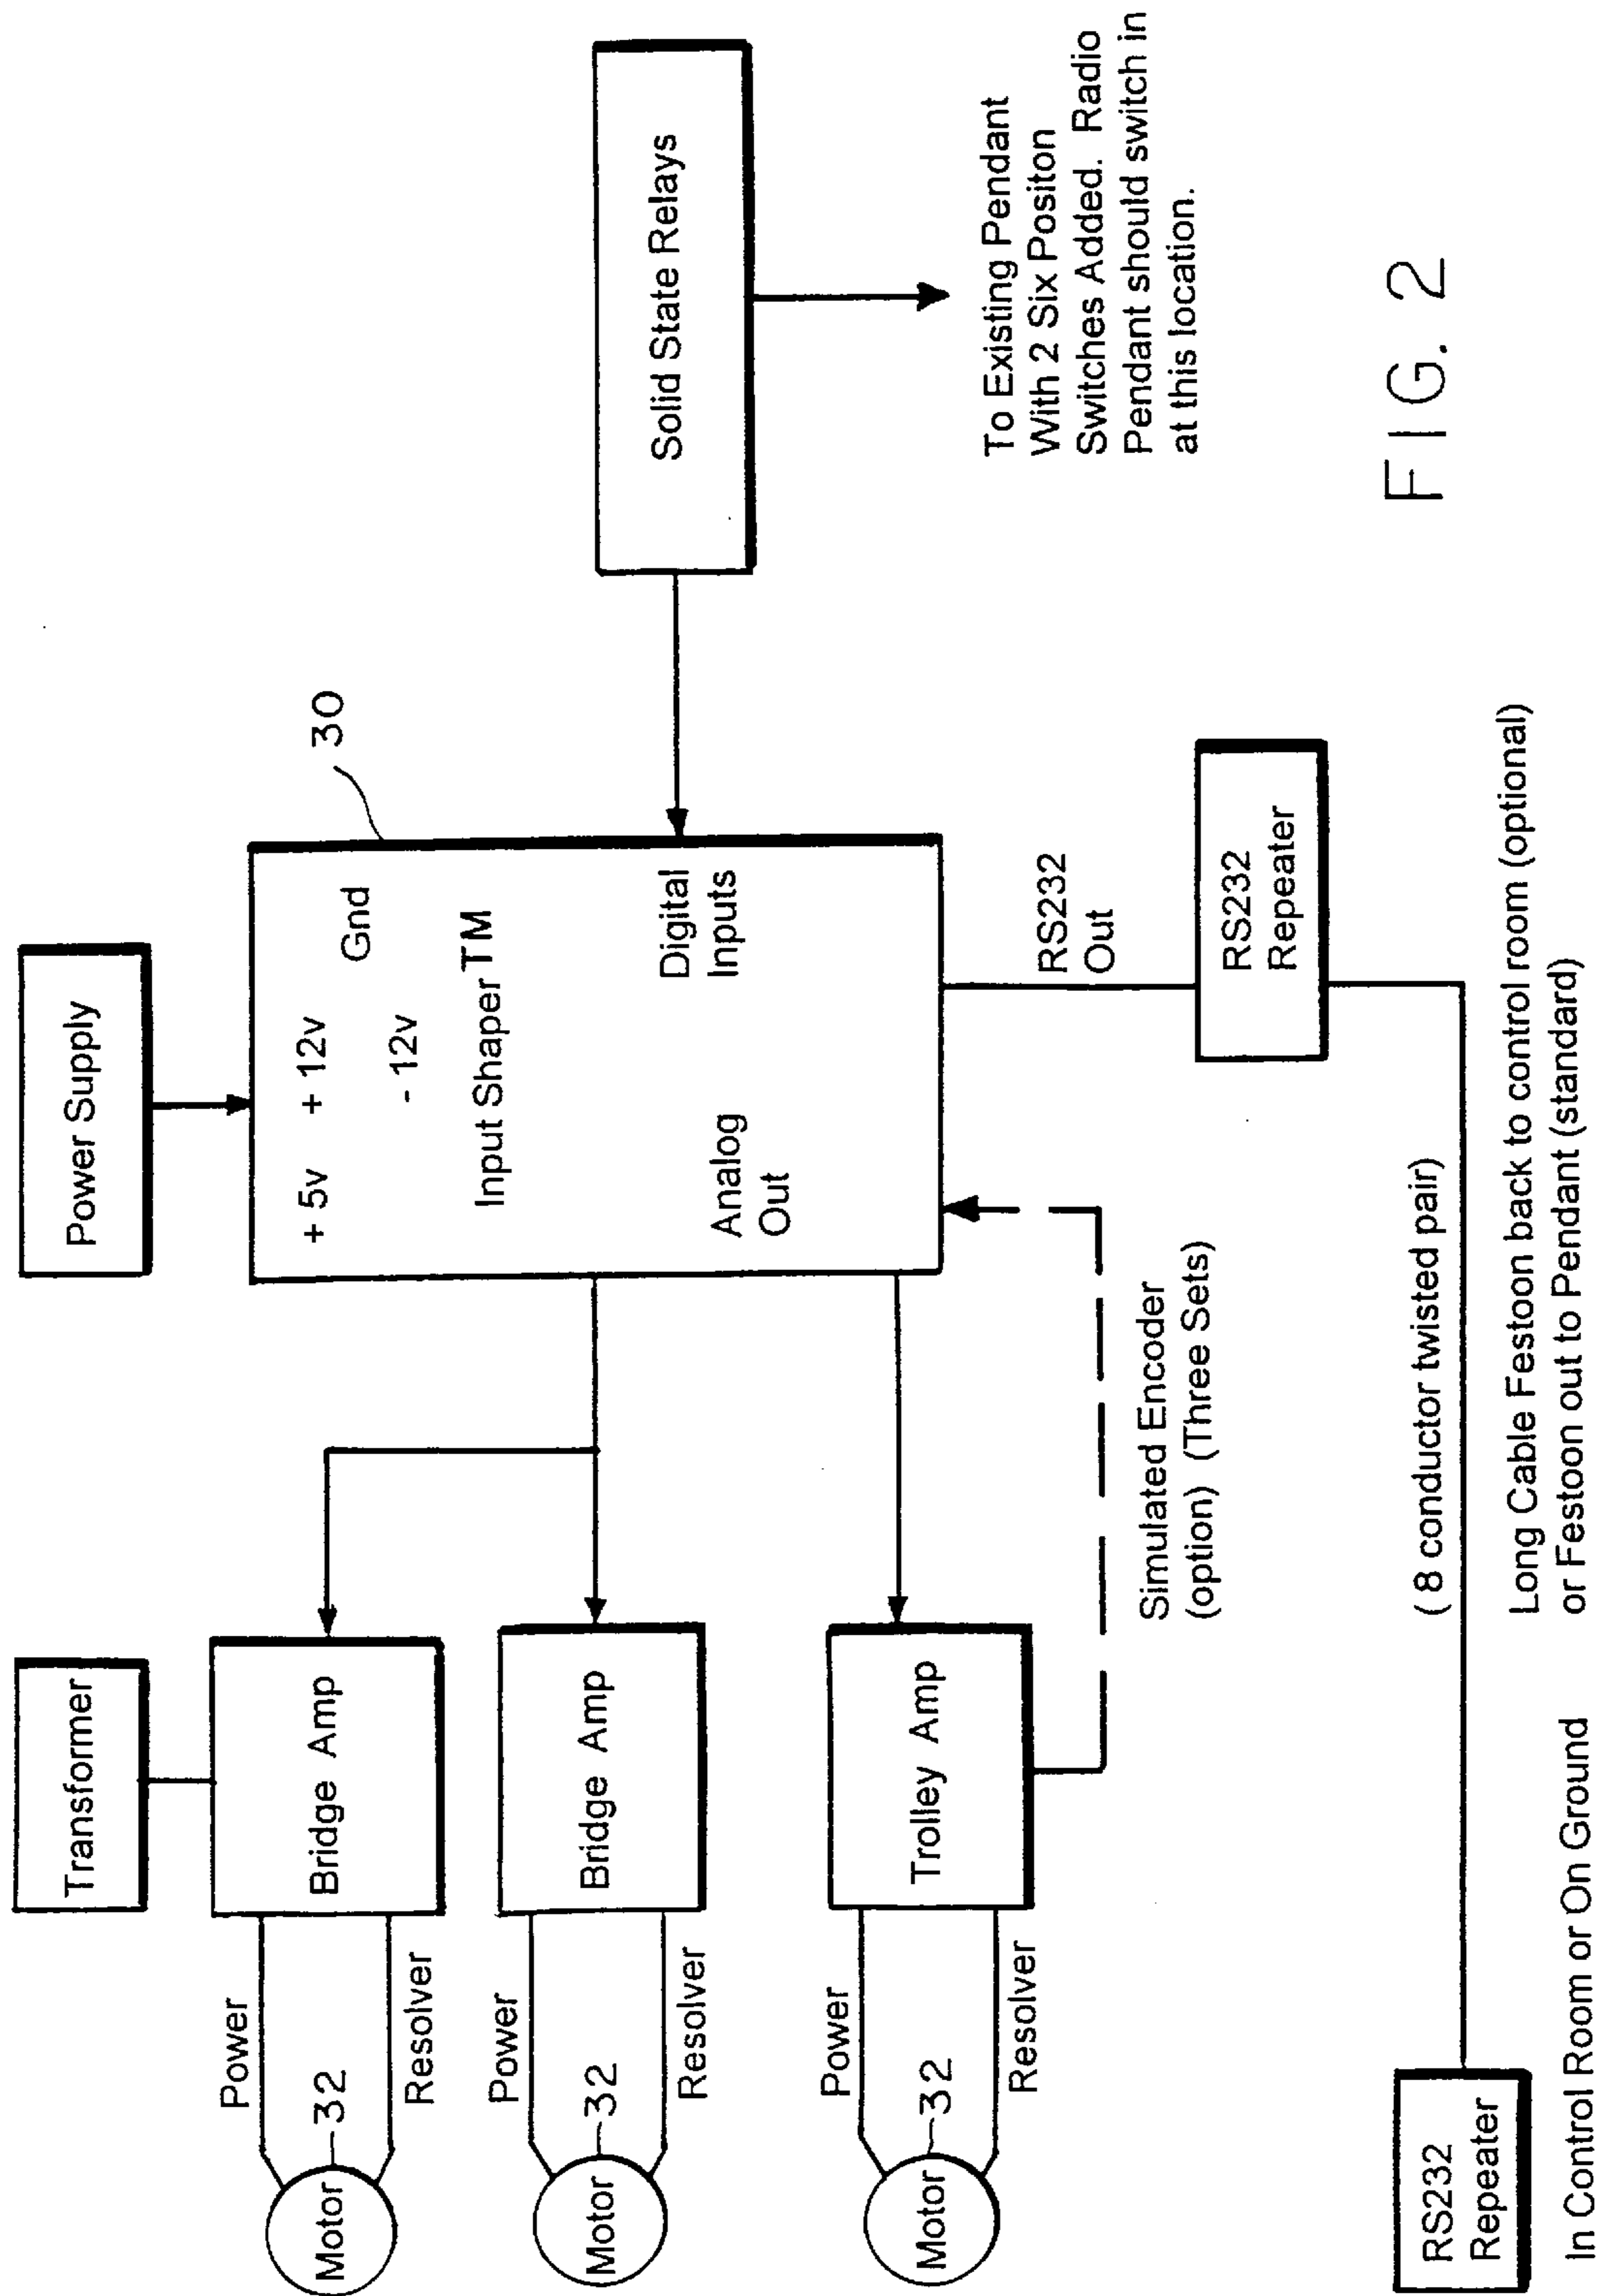 Transformer
Power Supply
Power
Motor
32
Resolver
Bridge Amp
+ 5v + 12v
Gnd
- 12v
Input Shaper™
30
Power
Motor
32
Resolver
Bridge Amp
Analog
Out
Digital
Inputs
Solid State Relays
Power
Motor
32
Resolver
Trolley Amp
Simulated Encoder
(option) (Three Sets)
RS232
Out
To Existing Pendant
With 2 Six Positon
Switches Added. Radio
Pendant should switch in
at this location.
RS232
Repeater
( 8 conductor twisted pair)
RS232
Repeater
Long Cable Festoon back to control room (optional)
or Festoon out to Pendant (standard)
In Control Room or On Ground
FIG. 2